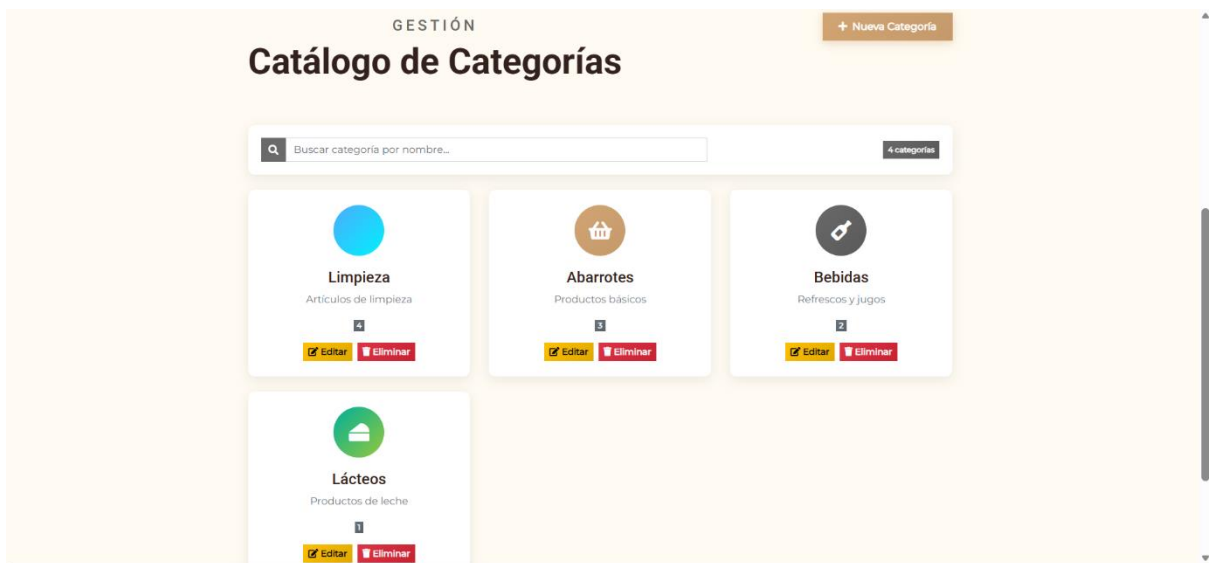 GESTIÓN
+ Nueva Categoría
Catálogo de Categorías
Buscar categoría por nombre...
4 categorías
Limpieza
Artículos de limpieza
4
Editar Eliminar
Abarrotes
Productos básicos
3
Editar Eliminar
Bebidas
Refrescos y jugos
2
Editar Eliminar
Lácteos
Productos de leche
1
Editar Eliminar